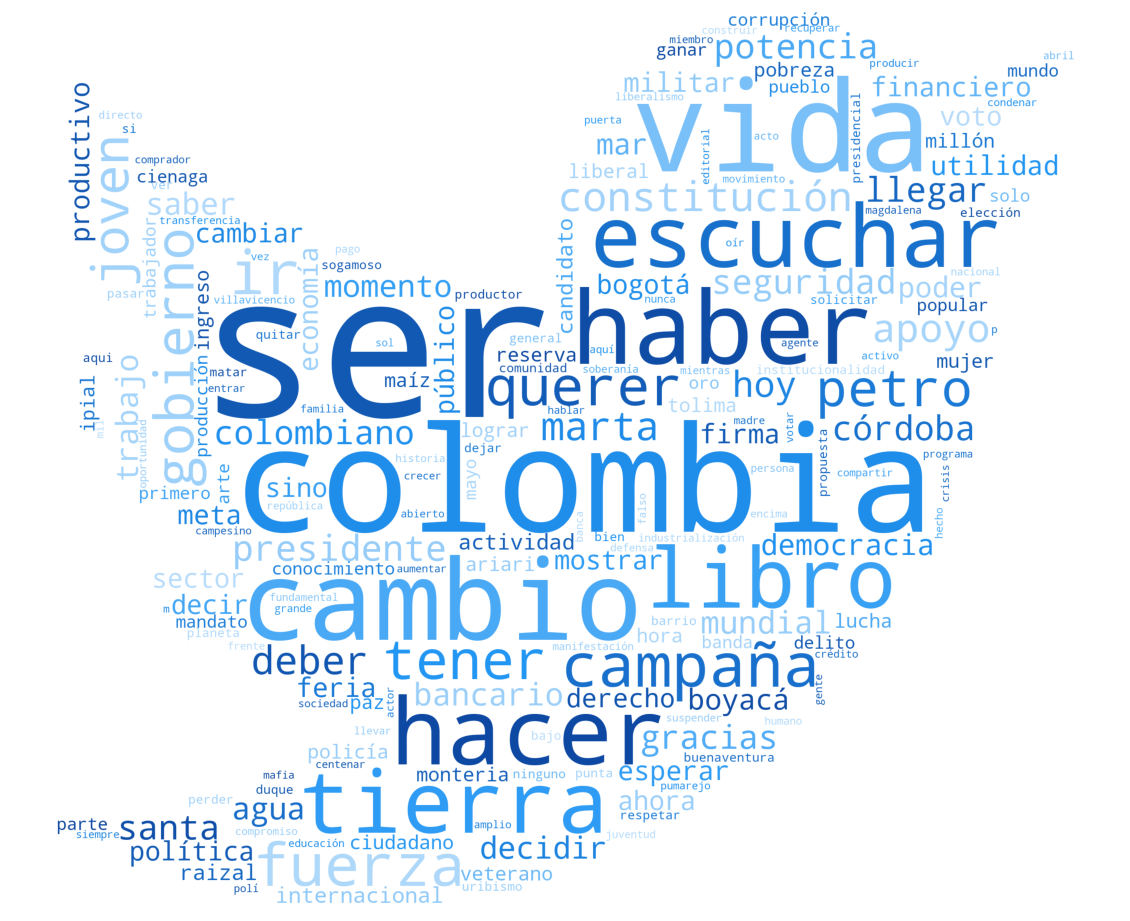 corrupción
construir recuperar
miembro
ganar potencia abril
producir
pobreza mundo
militar pueblo financiero
liberalismo condenar
productivo vida voto
directo puerta acto presidencial
si mar editorial millón
joven liberal utilidad
comprador movimiento
cienaga constitución llegar solo
ver saber magdalena elección
transferencia escuchar
trabajador cambiar candidato oír
gobierno vez pago
ir economía sogamoso bogotá seguridad nacional
pasar momento poder
ingreso villavicencio productor nunca solicitar popular
ser haber apoyo p
quitar sol público general agente
aqui reserva aquí mientras activo mujer
matar maíz comunidad soberanía institucionalidad
ipial producción entrar querer oro hoy petro
trabajo familia hablar tolima
mil colombiano lograr marta firma madre votar córdoba
oportunidad historia dejar propuesta programa
arte sino crecer mayo persona compartir crisis
primero república colombia
meta abierto falso encima hecho
campesino banca
presidente actividad bien industrialización democracia
conocimiento aumentar ariari mostrar defensa
sector cambio libro
fundamental
m decir grande barrio
mandato mundial lucha
planeta hora banda delito
frente manifestación crédito
deber tener campaña gente
feria bancario derecho boyacá
sociedad paz actor
hacer suspender humano
llevar bajo gracias
policía buenaventura
centenar
mafia monteria ninguno punta esperar
duque tierra pumarejo
perder agua ahora
respetar
parte santa amplio
siempre compromiso juventud
educación ciudadano decidir
política fuerza
raizal veterano
polí uribismo
internacional